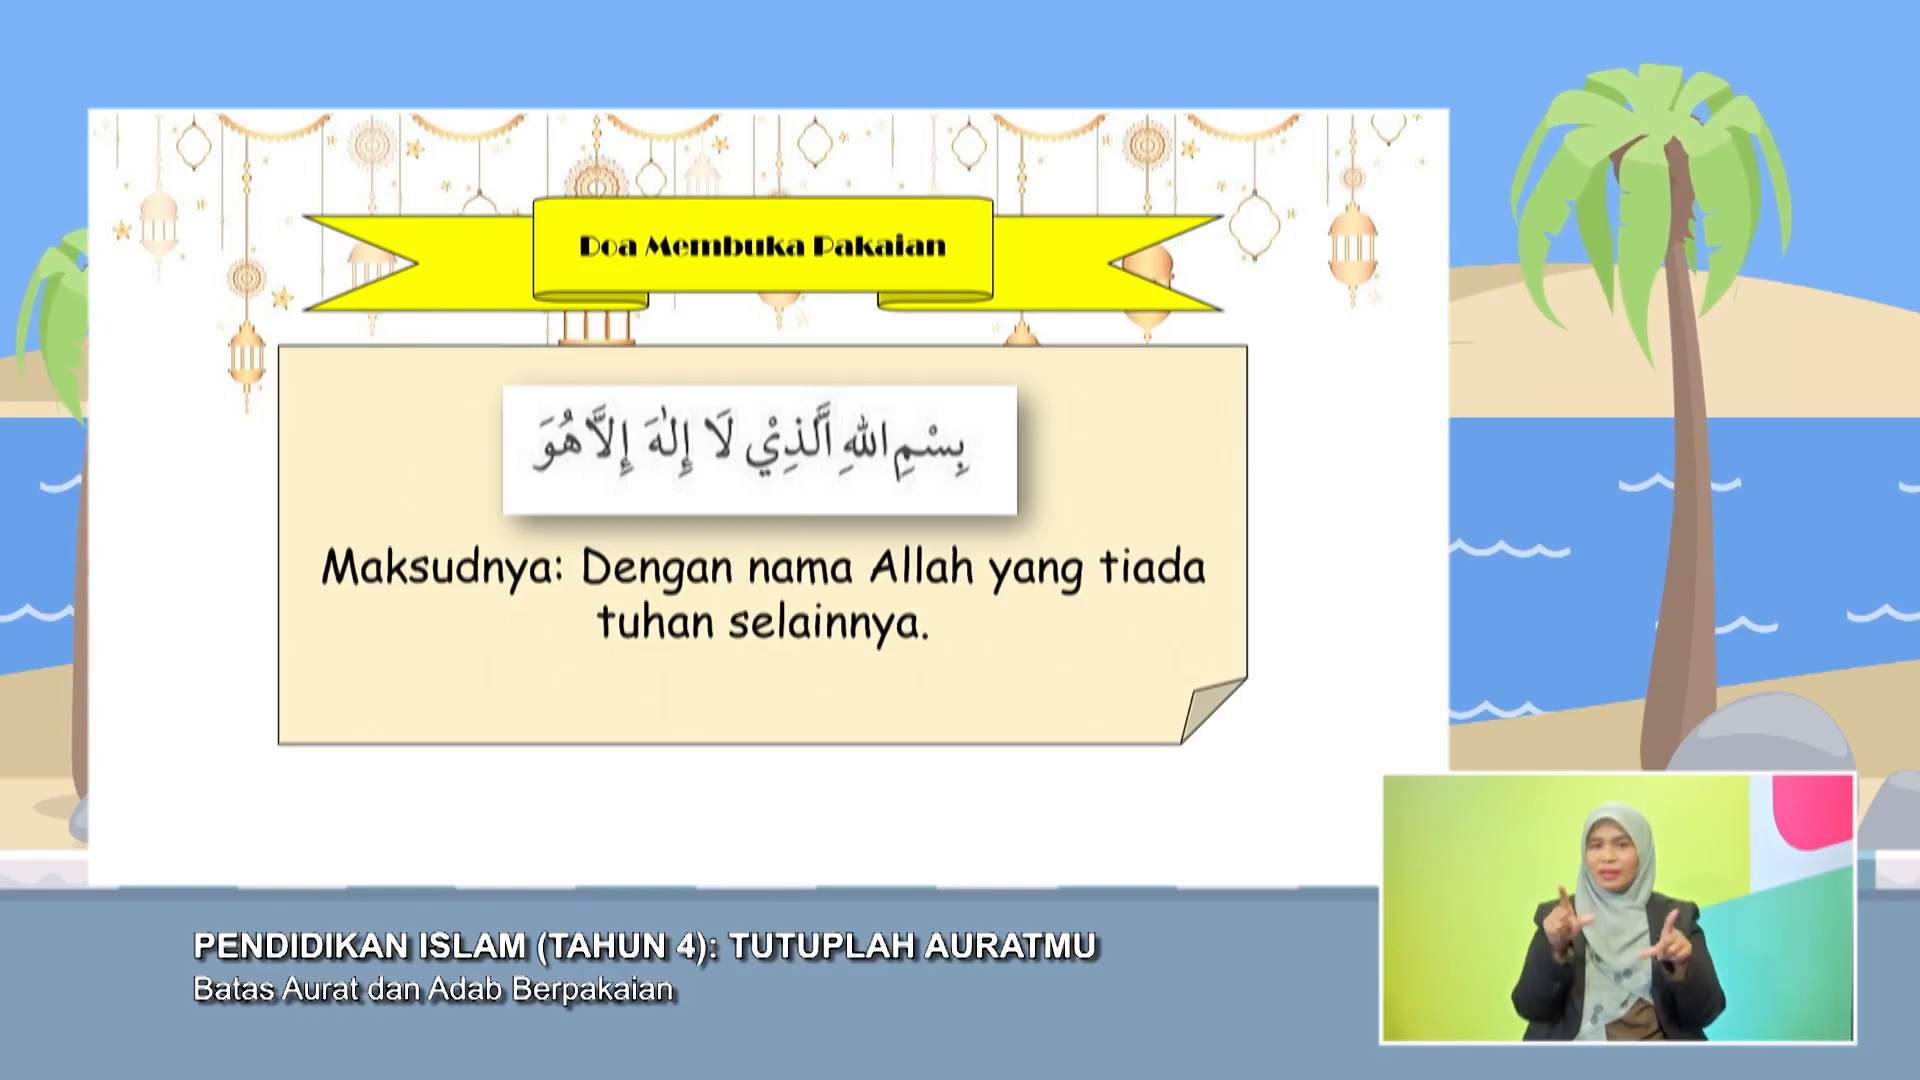 Doa Membuka Pakaian
بِسْمِ اللهِ الَّذِيْ لَا إِلٰهَ إِلَّا هُوَ
Maksudnya: Dengan nama Allah yang tiada
tuhan selainnya.
PENDIDIKAN ISLAM (TAHUN 4): TUTUPLAH AURATMU
Batas Aurat dan Adab Berpakaian